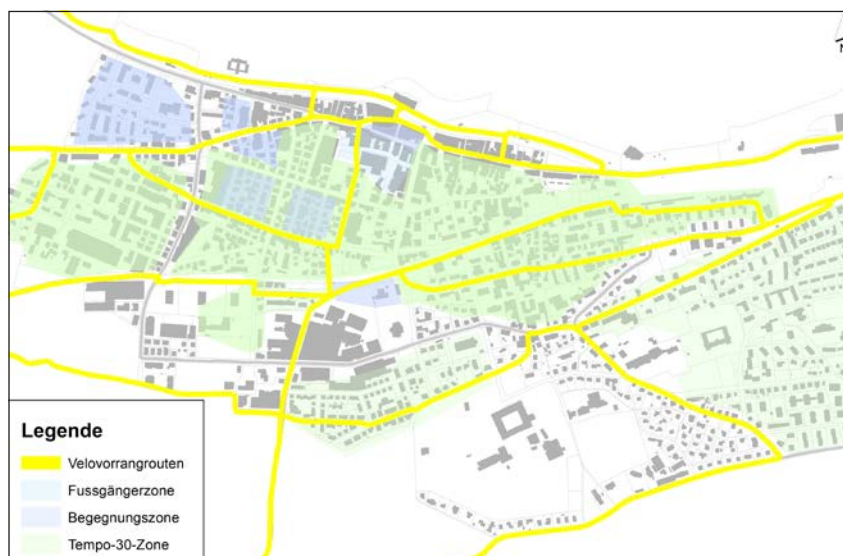 N
Legende
Velovorrangrouten
Fussgängerzone
Begegnungszone
Tempo-30-Zone